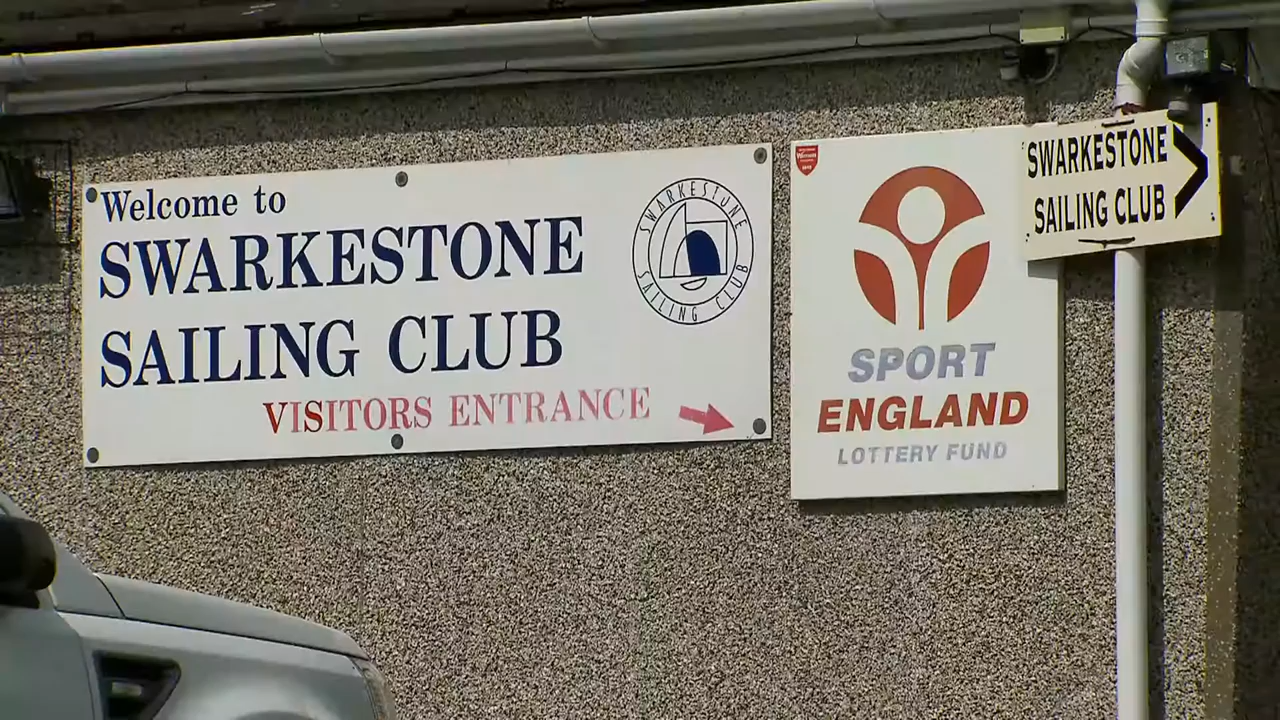 Welcome to
SWARKESTONE
SAILING CLUB
VISITORS ENTRANCE
SWARKESTONE
SAILING CLUB
SPORT
ENGLAND
LOTTERY FUND
SWARKESTONE
SAILING CLUB